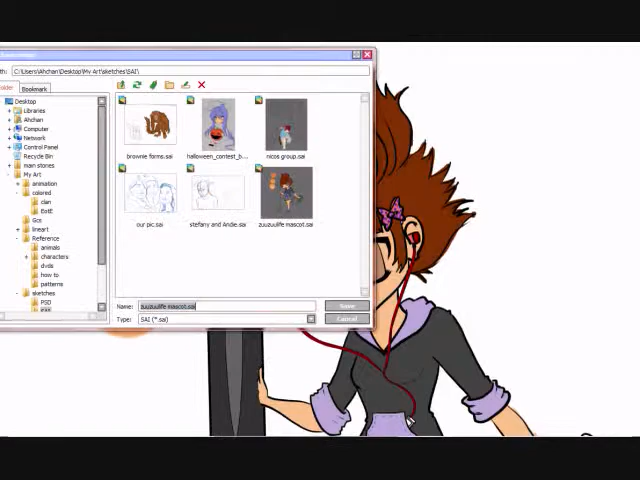 C:\Users\Ahchan\Desktop\My Art\sketches\SAI\
Bookmark
Desktop
Libraries
Ahchan
Computer
Network
Control Panel
Recycle Bin
main stories
My Art
animation
colored
clan
lineart
Reference
animals
characters
dvds
how to
patterns
sketches
PSD
brownie forms.sai
halloween_contest_b...
nicos group.sai
our pic.sai
stefany and Andie.sai
zuuzuulife mascot.sai
Name:
zuuzuulife mascot.sai
Save
Type:
SAI (*.sai)
Cancel